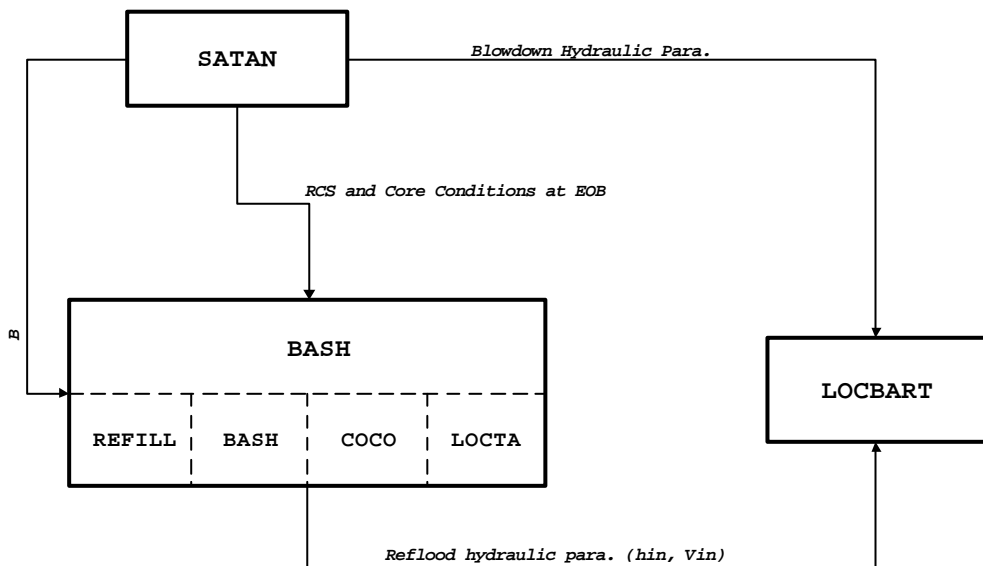 SATAN
Blowdown Hydraulic Para.
RCS and Core Conditions at EOB
B
BASH
LOCBART
REFILL
BASH
COCO
LOCTA
Reflood hydraulic para. (hin, Vin)